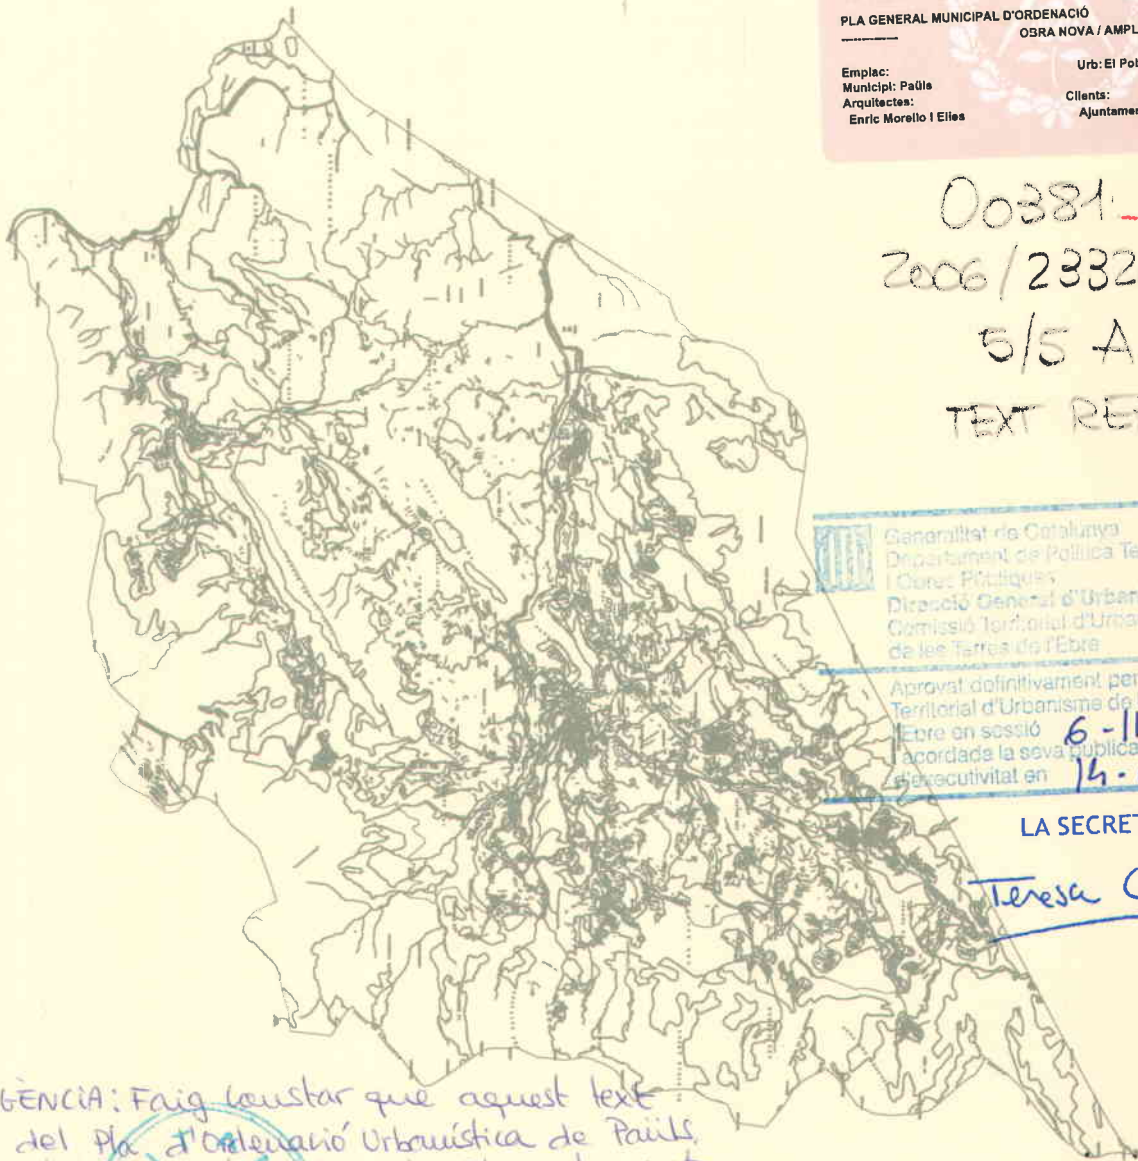 PLA GENERAL MUNICIPAL D'ORDENACIÓ
OBRA NOVA / AMPL
Emplac:
Urb: El Pob
Municipi: Paüls
Arquitectes:
Clients:
Enric Morello I Elies
Ajuntamen
00381
2006/2332
5/5 A
TEXT RE
Generalitat de Catalunya
Departament de Política Te
i Obres Públiques
Direcció General d'Urban
Comissió Territorial d'Urba
de les Terres de l'Ebre
Aprovat definitivament per
Territorial d'Urbanisme de
l'Ebre en sessió 6-11
acordada la seva publica
d'executivitat en 14.
LA SECRET
Teresa C
GÈNCIA: Faig constar que aquest text
del Pla d'Ordenació Urbanística de Paüls,